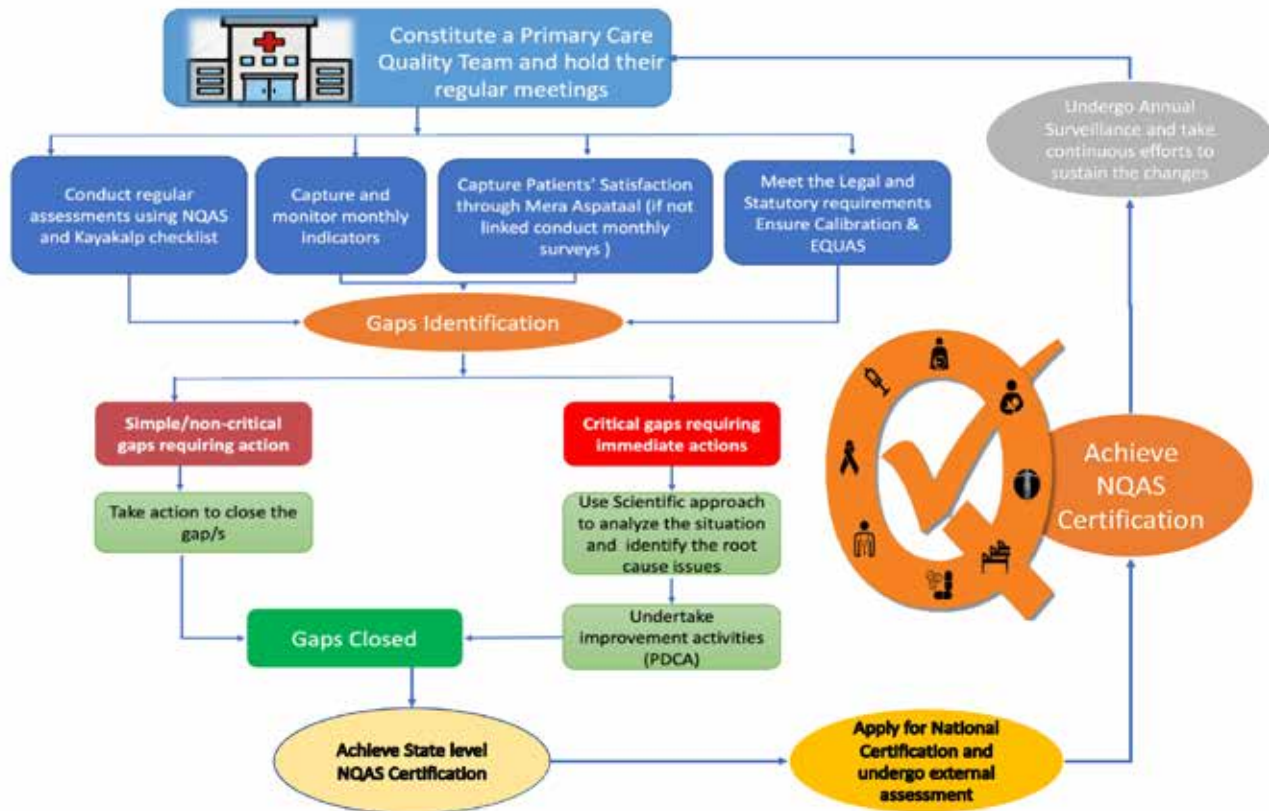 Constitute a Primary Care
Quality Team and hold their
regular meetings
Undergo Annual
Surveillance and take
continuous efforts to
sustain the changes
Conduct regular
assessments using NQAS
and Kayakalp checklist
Capture and
monitor monthly
indicators
Capture Patients' Satisfaction
through Mera Aspataal (if not
linked conduct monthly
surveys )
Meet the Legal and
Statutory requirements
Ensure Calibration &
EQUAS
Gaps Identification
Simple/non-critical
gaps requiring action
Critical gaps requiring
immediate actions
Take action to close the
gap/s
Use Scientific approach
to analyze the situation
and identify the root
cause issues
Achieve
NQAS
Certification
Gaps Closed
Undertake
improvement activities
(PDCA)
Achieve State level
NQAS Certification
Apply for National
Certification and
undergo external
assessment